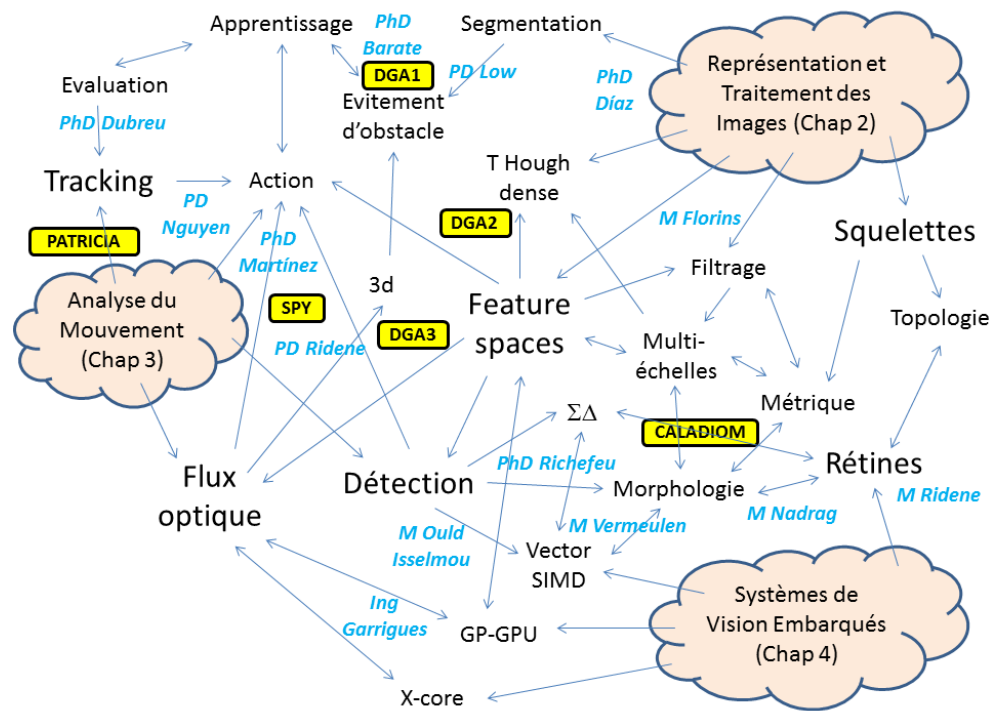 Apprentissage
PhD
Barate
Segmentation
DGA1
PD Low
PhD
Díaz
Représentation et
Traitement des
Images (Chap 2)
Evaluation
PhD Dubreu
Evitement
d'obstacle
Tracking
Action
T Hough
dense
PD
Nguyen
DGA2
M Florins
Squelettes
PATRICIA
PhD
Martínez
Analyse du
Mouvement
(Chap 3)
SPY
3d
Filtrage
Feature
spaces
Topologie
PD Ridene
DGA3
Multi-
échelles
Métrique
ΣΔ
CALADIOM
Flux
optique
Détection
PhD Richefeu
Morphologie
Rétines
M Ridene
M Nadrag
M Ould
Isselmou
M Vermeulen
Vector
SIMD
Ing
Garrigues
GP-GPU
Systèmes de
Vision Embarqués
(Chap 4)
X-core